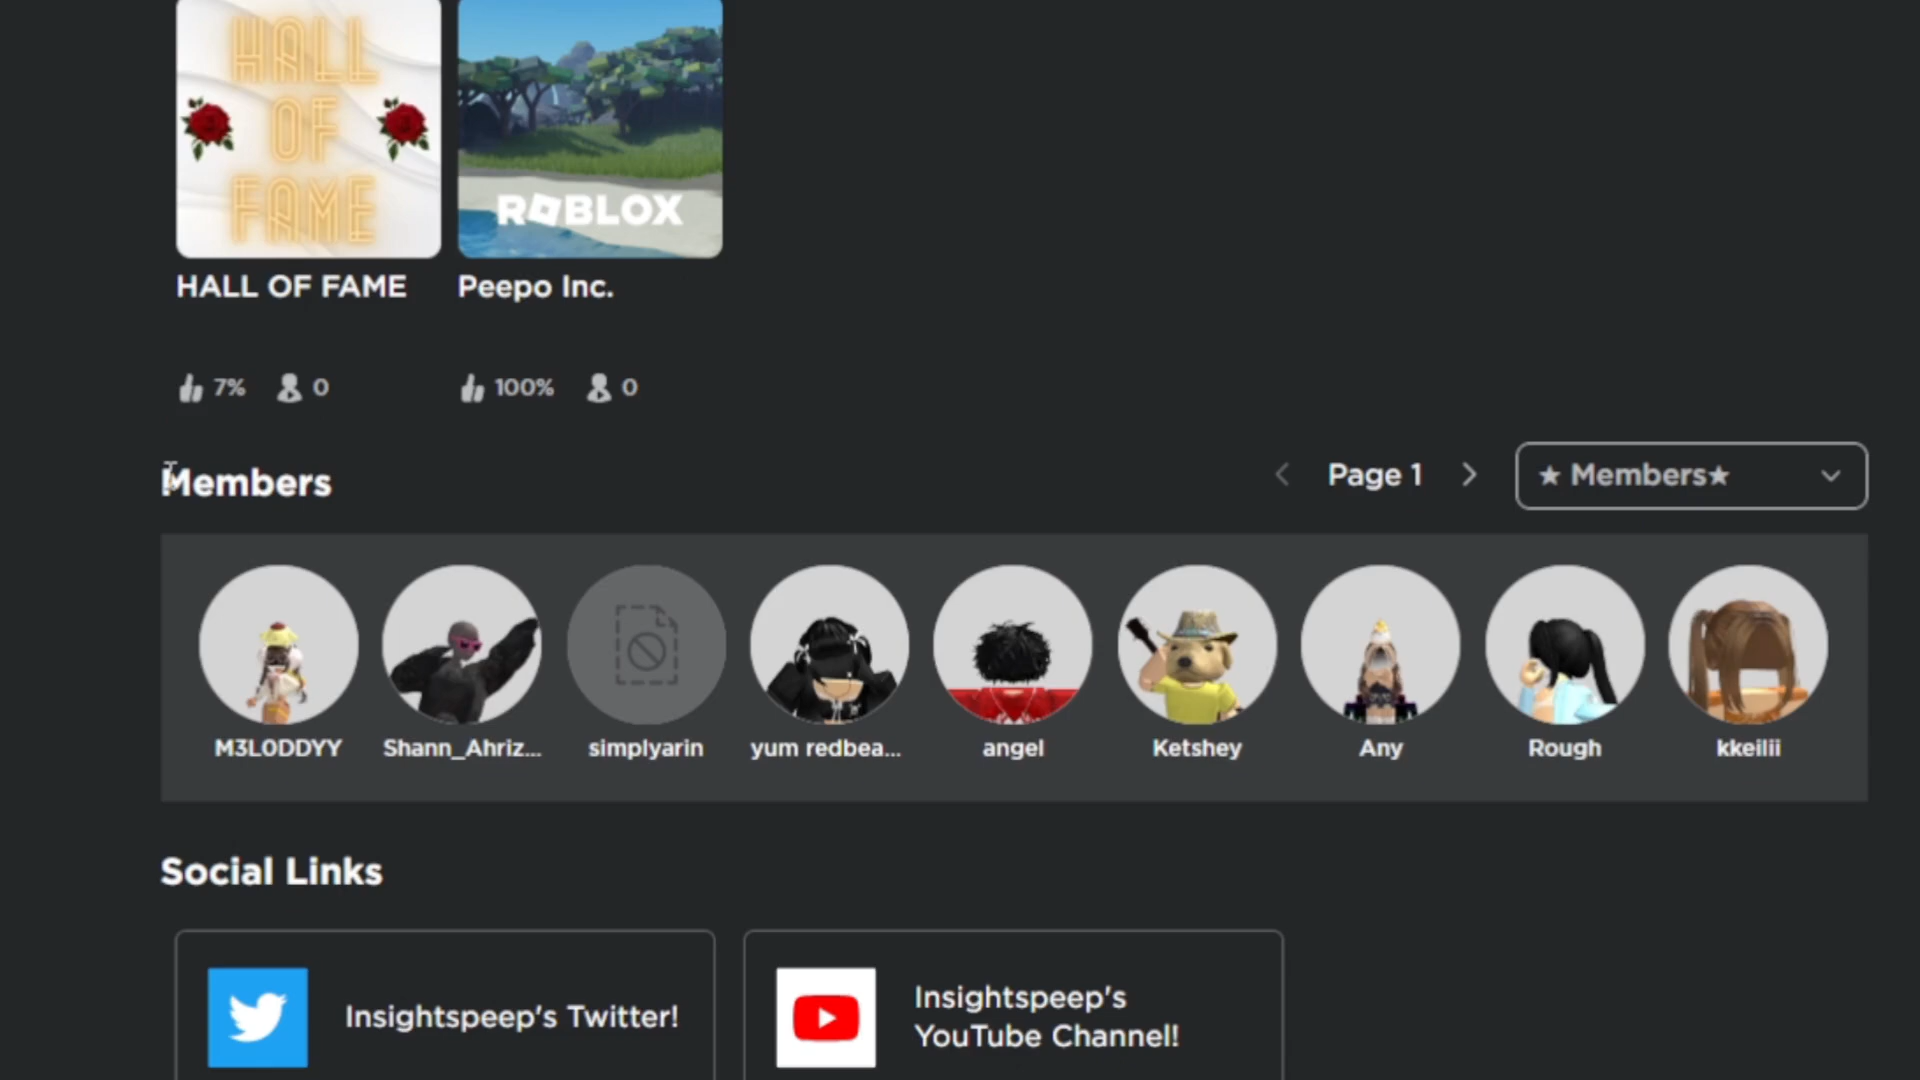 HALL
OF
FAME
ROBLOX
HALL OF FAME
Peepo Inc.
7%
0
100%
0
Members
Page 1
★ Members★
M3L0DDYY
Shann_Ahriz...
simplyarin
yum redbea...
angel
Ketshey
Any
Rough
kkeilii
Social Links
Insightspeep's Twitter!
Insightspeep's
YouTube Channel!